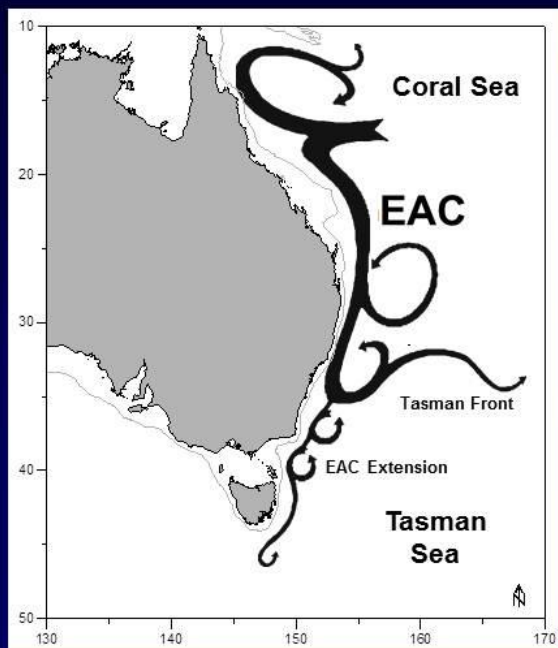 10
Coral Sea
20
EAC
30
Tasman Front
40
EAC Extension
Tasman
Sea
N
50
130
140
150
160
170